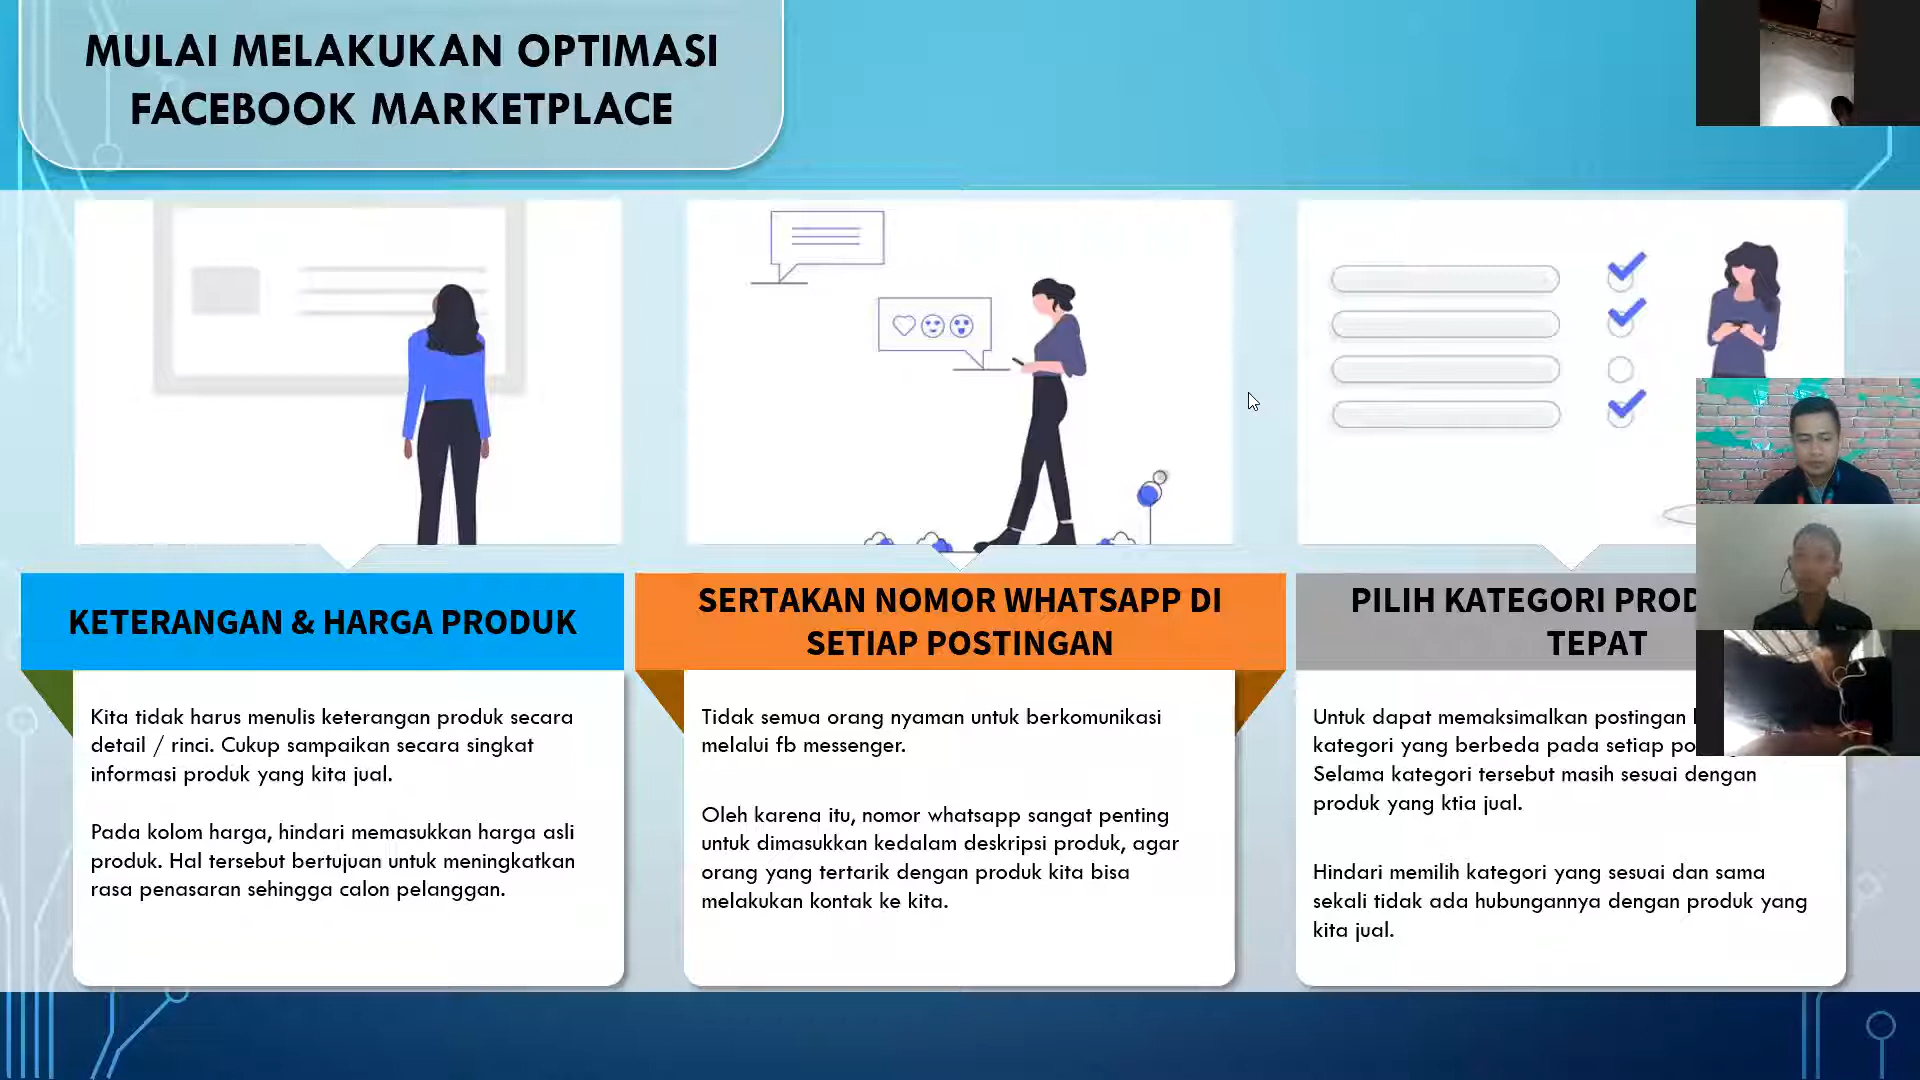 MULAI MELAKUKAN OPTIMASI
FACEBOOK MARKETPLACE
KETERANGAN & HARGA PRODUK
Kita tidak harus menulis keterangan produk secara
detail / rinci. Cukup sampaikan secara singkat
informasi produk yang kita jual.
Pada kolom harga, hindari memasukkan harga asli
produk. Hal tersebut bertujuan untuk meningkatkan
rasa penasaran sehingga calon pelanggan.
SERTAKAN NOMOR WHATSAPP DI
SETIAP POSTINGAN
Tidak semua orang nyaman untuk berkomunikasi
melalui fb messenger.
Oleh karena itu, nomor whatsapp sangat penting
untuk dimasukkan kedalam deskripsi produk, agar
orang yang tertarik dengan produk kita bisa
melakukan kontak ke kita.
PILIH KATEGORI
TEPAT
Untuk dapat memaksimalkan postingan
kategori yang berbeda pada setiap
Selama kategori tersebut masih sesuai dengan
produk yang ktia jual.
Hindari memilih kategori yang sesuai dan sama
sekali tidak ada hubungannya dengan produk yang
kita jual.